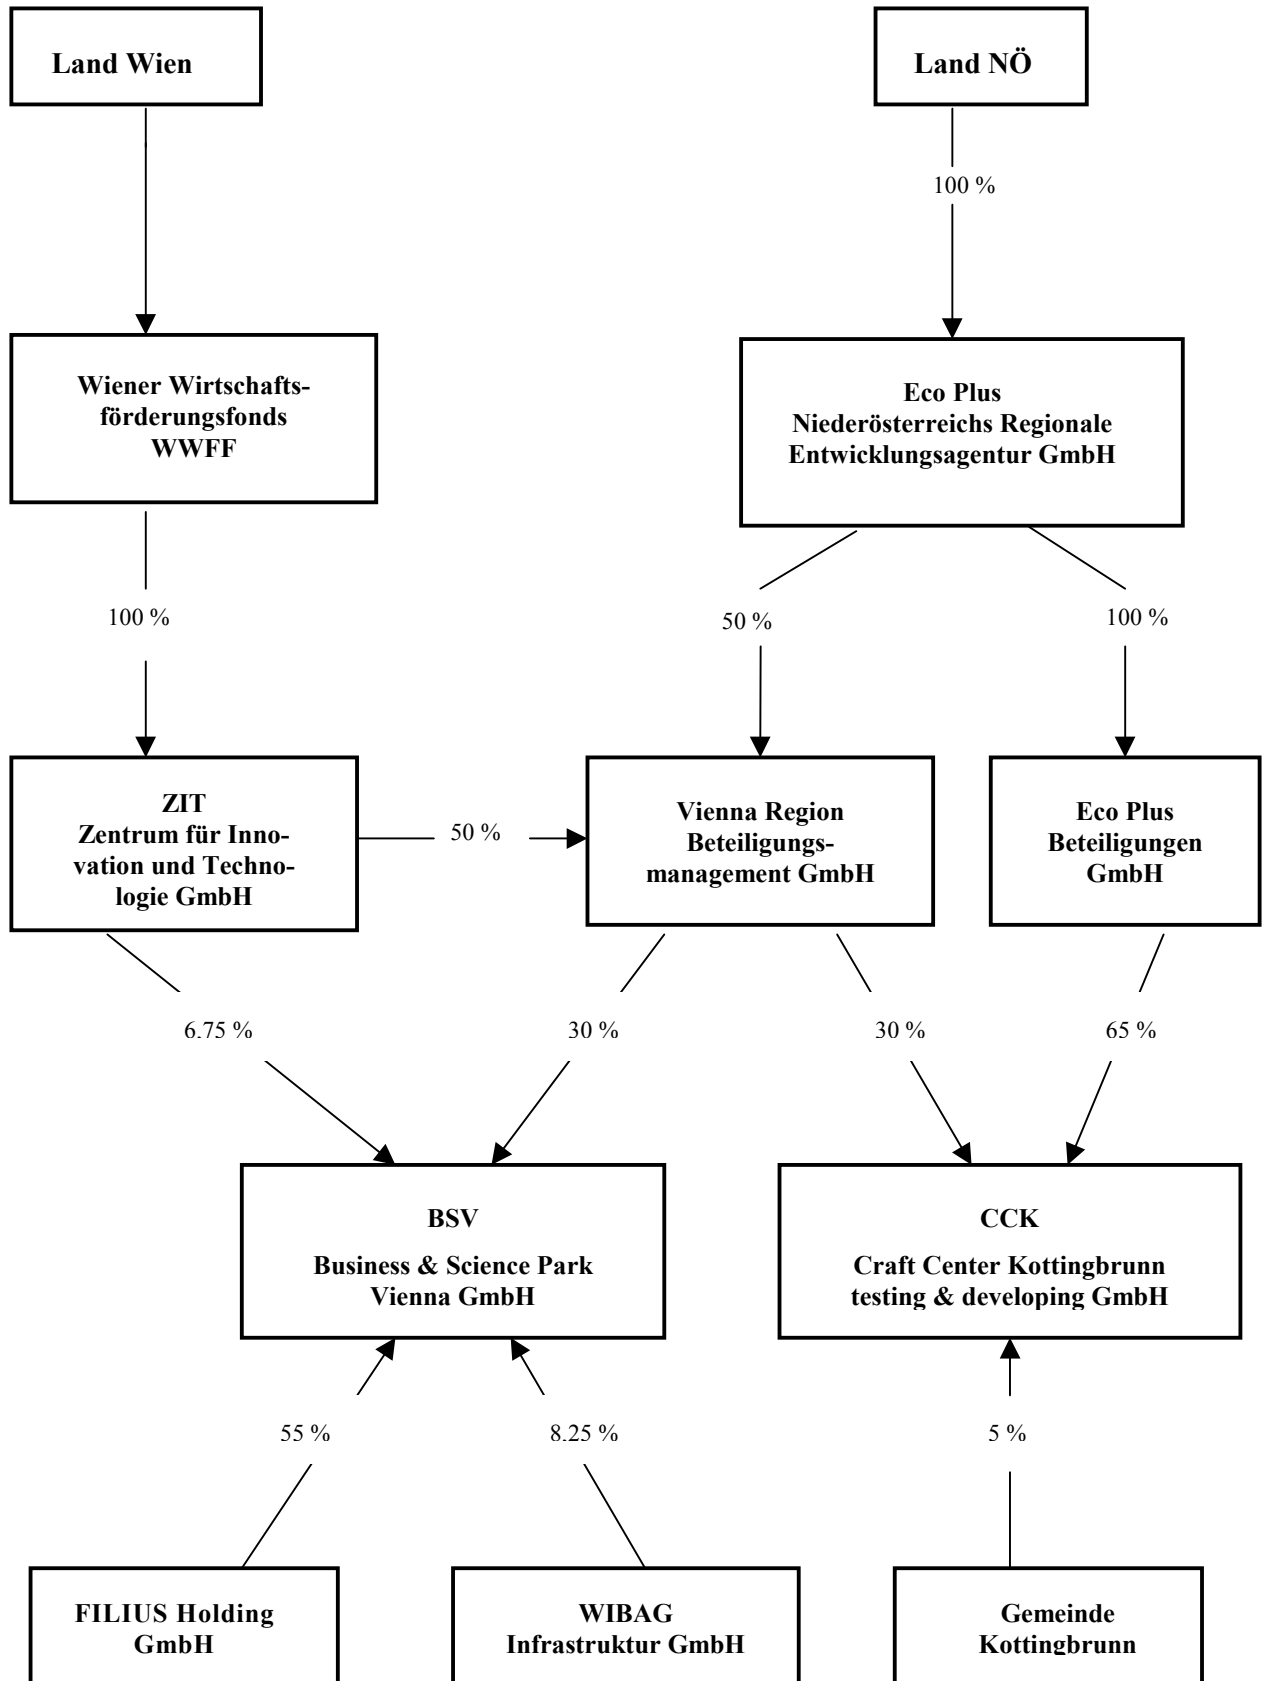 Land Wien
Land NÖ
100 %
Wiener Wirtschafts-
förderungsfonds
WWFF
Eco Plus
Niederösterreichs Regionale
Entwicklungsagentur GmbH
100 %
50 %
100 %
ZIT
Zentrum für Inno-
vation und Techno-
logie GmbH
50 %
Vienna Region
Beteiligungs-
management GmbH
Eco Plus
Beteiligungen
GmbH
6,75 %
30 %
30 %
65 %
BSV
Business & Science Park
Vienna GmbH
CCK
Craft Center Kottingbrunn
testing & developing GmbH
55 %
8,25 %
5 %
FILIUS Holding
GmbH
WIBAG
Infrastruktur GmbH
Gemeinde
Kottingbrunn